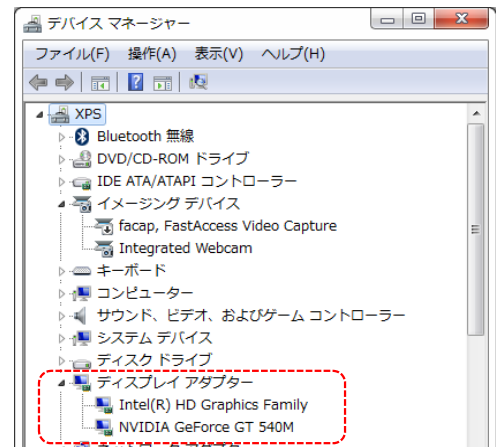 デバイス マネージャー
ファイル(F) 操作(A) 表示(V) ヘルプ(H)
XPS
Bluetooth 無線
DVD/CD-ROM ドライブ
IDE ATA/ATAPI コントローラー
イメージング デバイス
facap, FastAccess Video Capture
Integrated Webcam
キーボード
コンピューター
サウンド、ビデオ、およびゲーム コントローラー
システム デバイス
ディスク ドライブ
ディスプレイ アダプター
Intel(R) HD Graphics Family
NVIDIA GeForce GT 540M